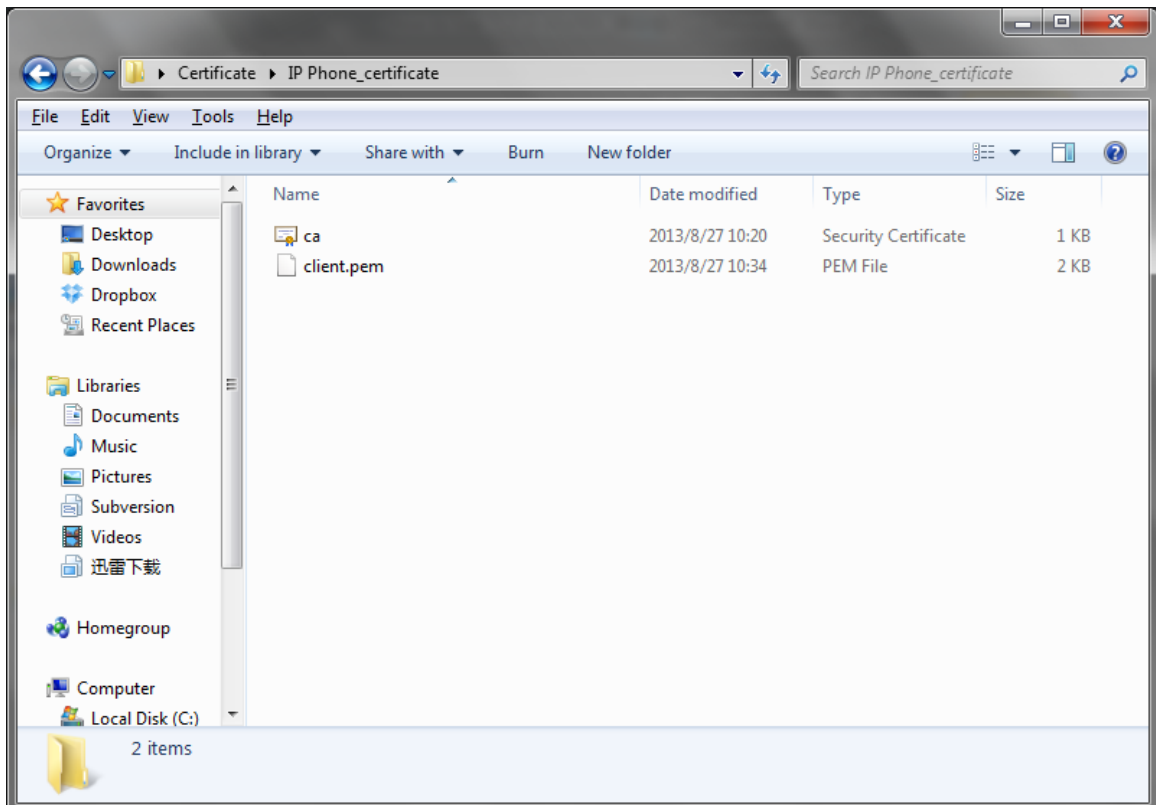 Certificate IP Phone_certificate Search IP Phone_certificate
File Edit View Tools Help
Organize Include in library Share with Burn New folder
Favorites
Desktop
Downloads
Dropbox
Recent Places
Libraries
Documents
Music
Pictures
Subversion
Videos
迅雷下载
Homegroup
Computer
Local Disk (C:)
Name Date modified Type Size
ca 2013/8/27 10:20 Security Certificate 1 KB
client.pem 2013/8/27 10:34 PEM File 2 KB
2 items